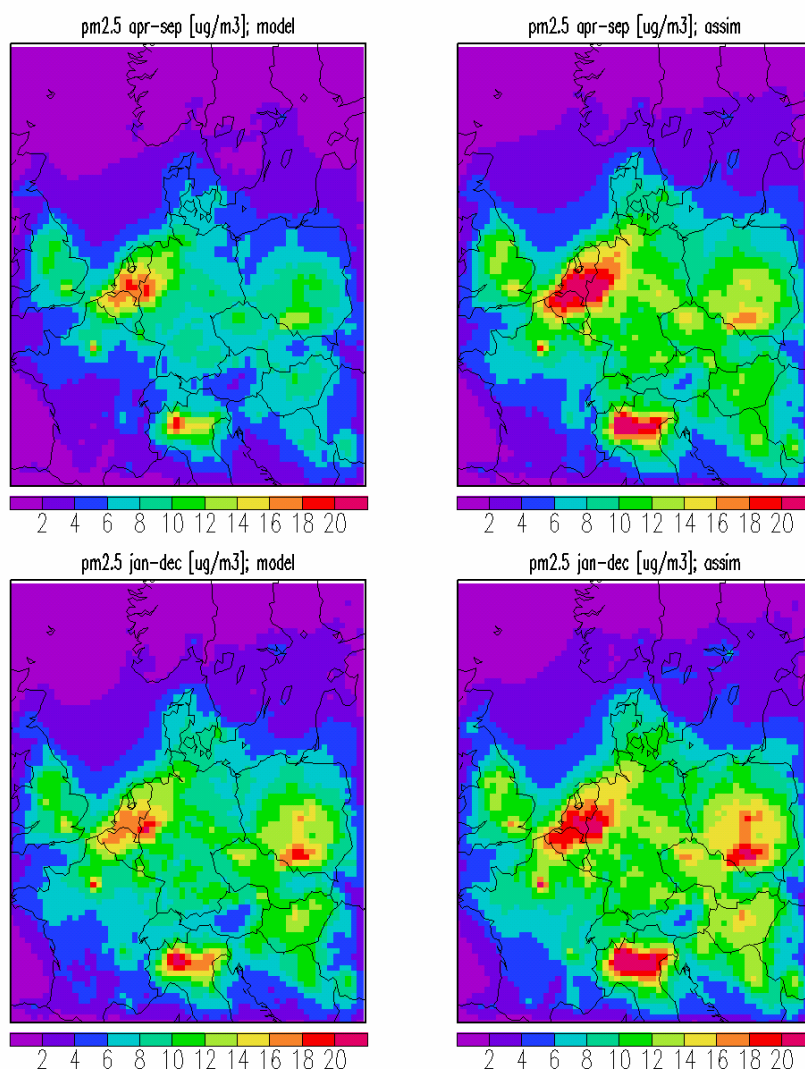 pm2.5 apr-sep [ug/m3]; model
pm2.5 apr-sep [ug/m3]; assim
2 4 6 8 10 12 14 16 18 20
2 4 6 8 10 12 14 16 18 20
pm2.5 jan-dec [ug/m3]; model
pm2.5 jan-dec [ug/m3]; assim
2 4 6 8 10 12 14 16 18 20
2 4 6 8 10 12 14 16 18 20